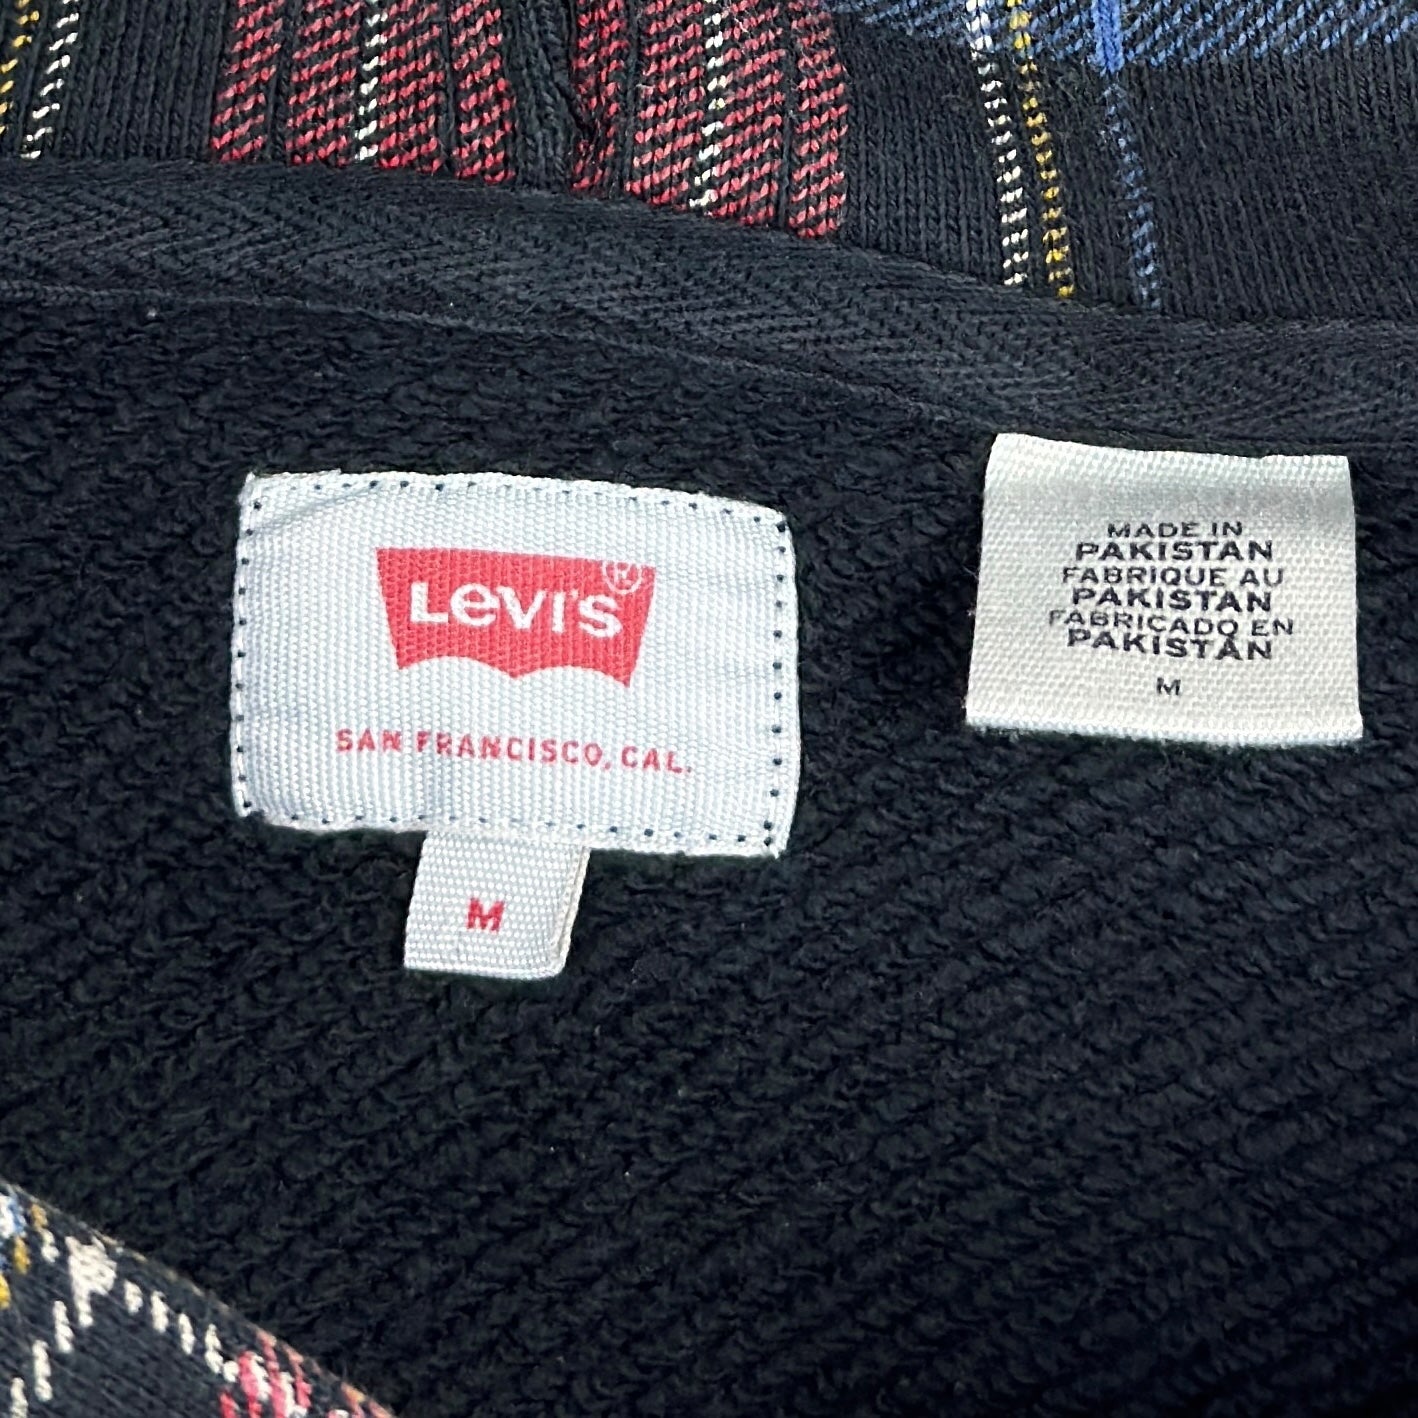 Levi's®
SAN FRANCISCO, CAL.
M
MADE IN
PAKISTAN
FABRIQUE AU
PAKISTAN
FABRICADO EN
PAKISTÁN
M